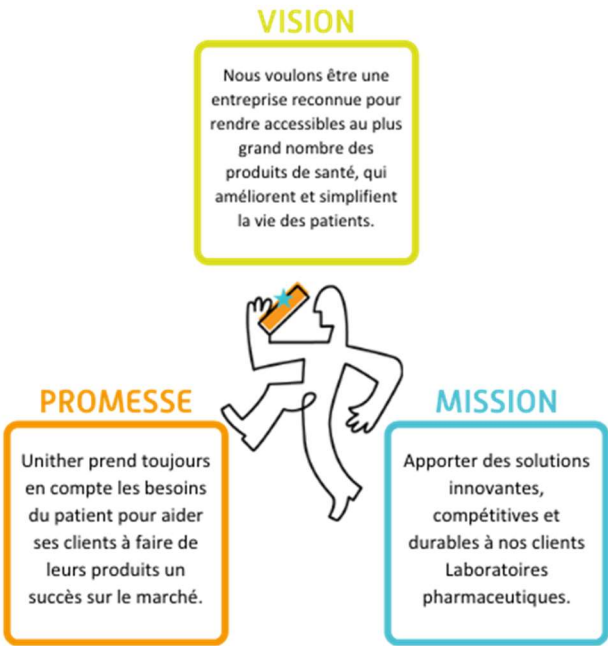 VISION
Nous voulons être une
entreprise reconnue pour
rendre accessibles au plus
grand nombre des
produits de santé, qui
améliorent et simplifient
la vie des patients.
PROMESSE
Unither prend toujours
en compte les besoins
du patient pour aider
ses clients à faire de
leurs produits un
succès sur le marché.
MISSION
Apporter des solutions
innovantes,
compétitives et
durables à nos clients
Laboratoires
pharmaceutiques.